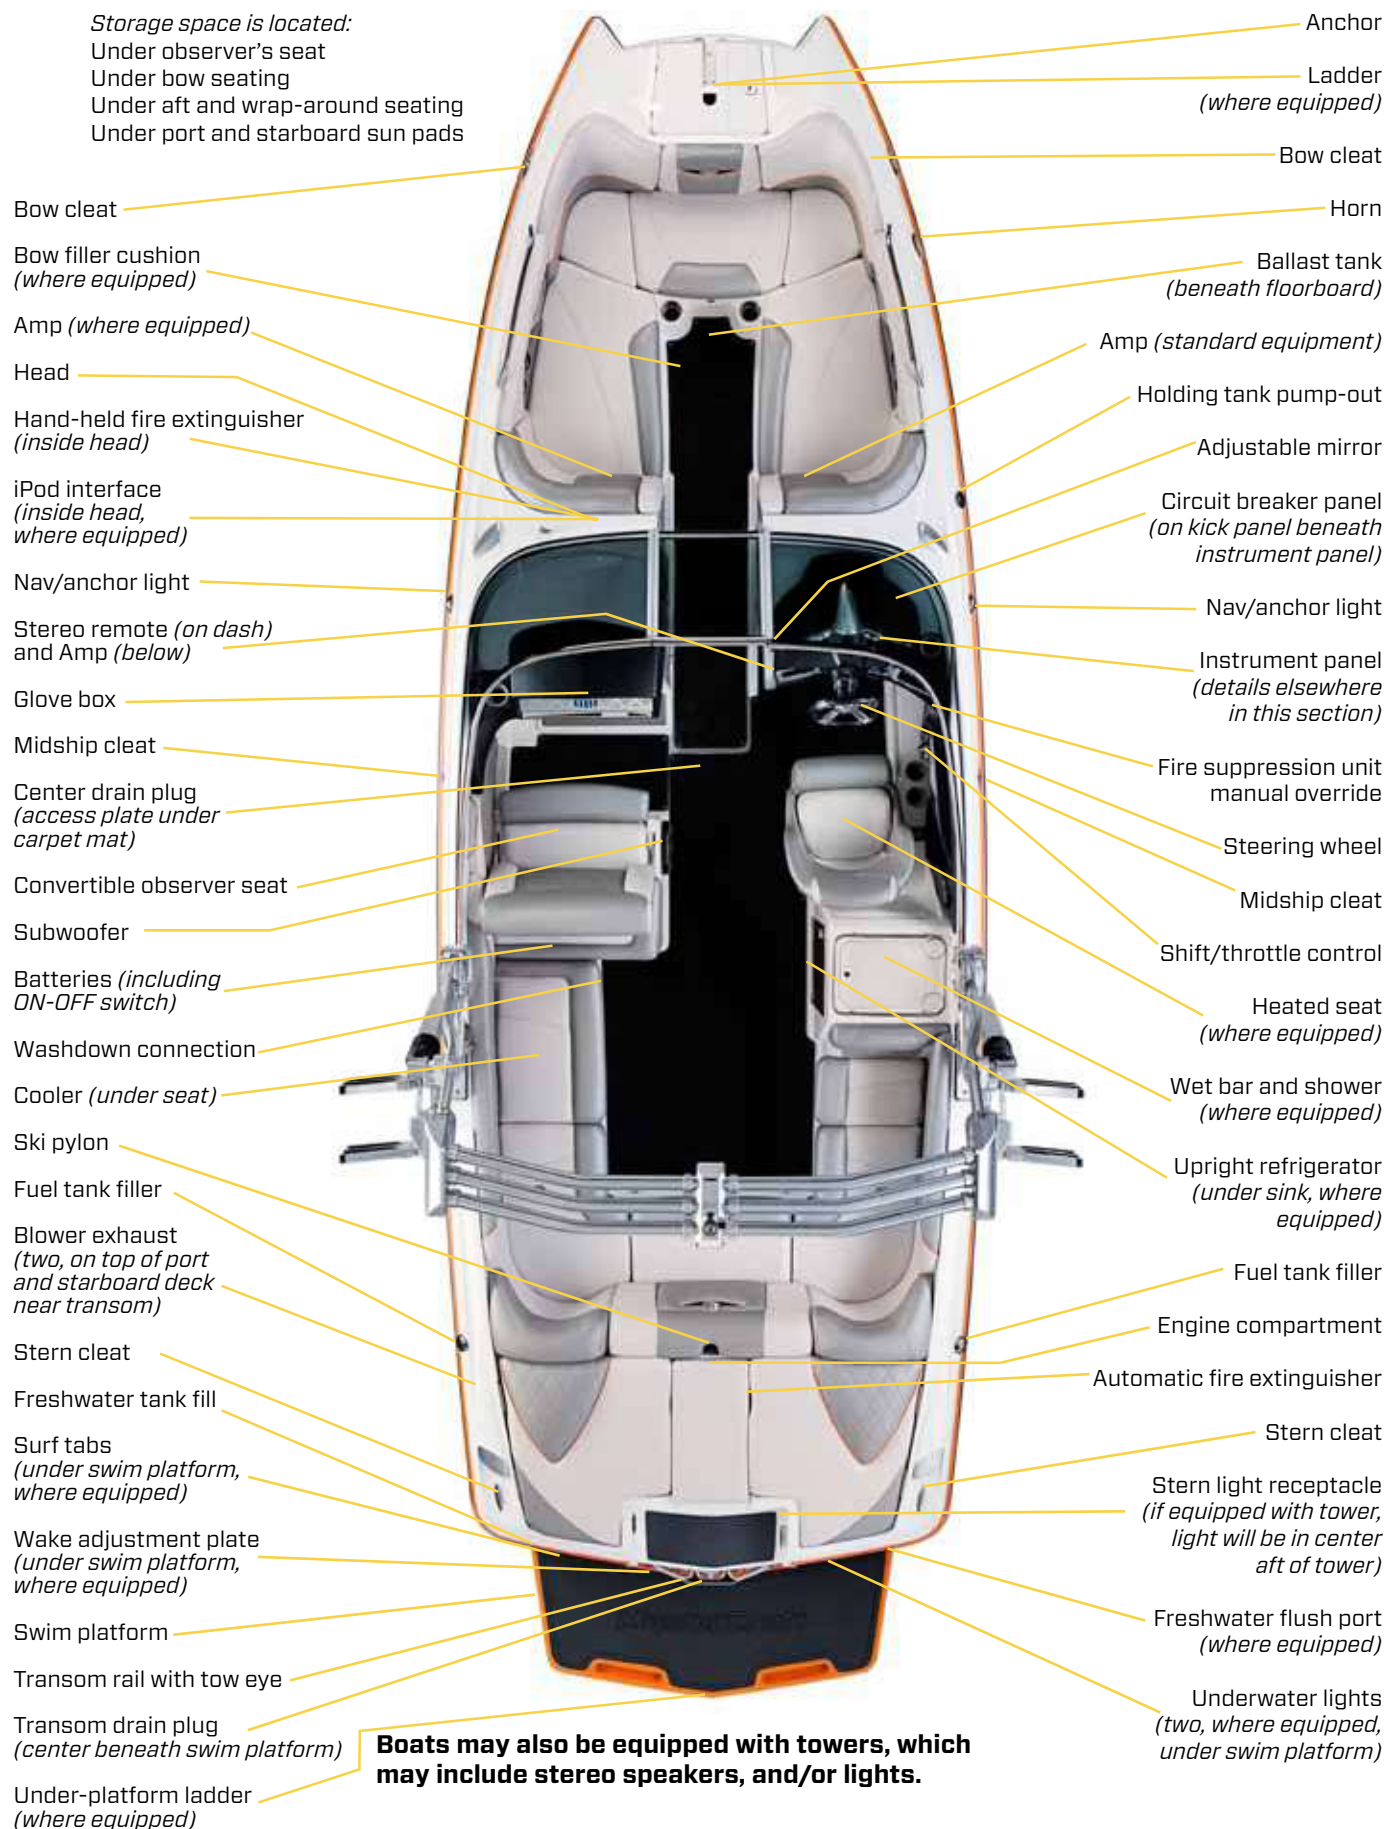 Storage space is located:
Under observer’s seat
Under bow seating
Under aft and wrap-around seating
Under port and starboard sun pads
Bow cleat
Bow filler cushion
(where equipped)
Amp (where equipped)
Head
Hand-held fire extinguisher
(inside head)
iPod interface
(inside head,
where equipped)
Nav/anchor light
Stereo remote (on dash)
and Amp (below)
Glove box
Midship cleat
Center drain plug
(access plate under
carpet mat)
Convertible observer seat
Subwoofer
Batteries (including
ON-OFF switch)
Washdown connection
Cooler (under seat)
Ski pylon
Fuel tank filler
Blower exhaust
(two, on top of port
and starboard deck
near transom)
Stern cleat
Freshwater tank fill
Surf tabs
(under swim platform,
where equipped)
Wake adjustment plate
(under swim platform,
where equipped)
Swim platform
Transom rail with tow eye
Transom drain plug
(center beneath swim platform)
Under-platform ladder
(where equipped)
Anchor
Ladder
(where equipped)
Bow cleat
Horn
Ballast tank
(beneath floorboard)
Amp (standard equipment)
Holding tank pump-out
Adjustable mirror
Circuit breaker panel
(on kick panel beneath
instrument panel)
Nav/anchor light
Instrument panel
(details elsewhere
in this section)
Fire suppression unit
manual override
Steering wheel
Midship cleat
Shift/throttle control
Heated seat
(where equipped)
Wet bar and shower
(where equipped)
Upright refrigerator
(under sink, where
equipped)
Fuel tank filler
Engine compartment
Automatic fire extinguisher
Stern cleat
Stern light receptacle
(if equipped with tower,
light will be in center
aft of tower)
Freshwater flush port
(where equipped)
Underwater lights
(two, where equipped,
under swim platform)
Boats may also be equipped with towers, which
may include stereo speakers, and/or lights.